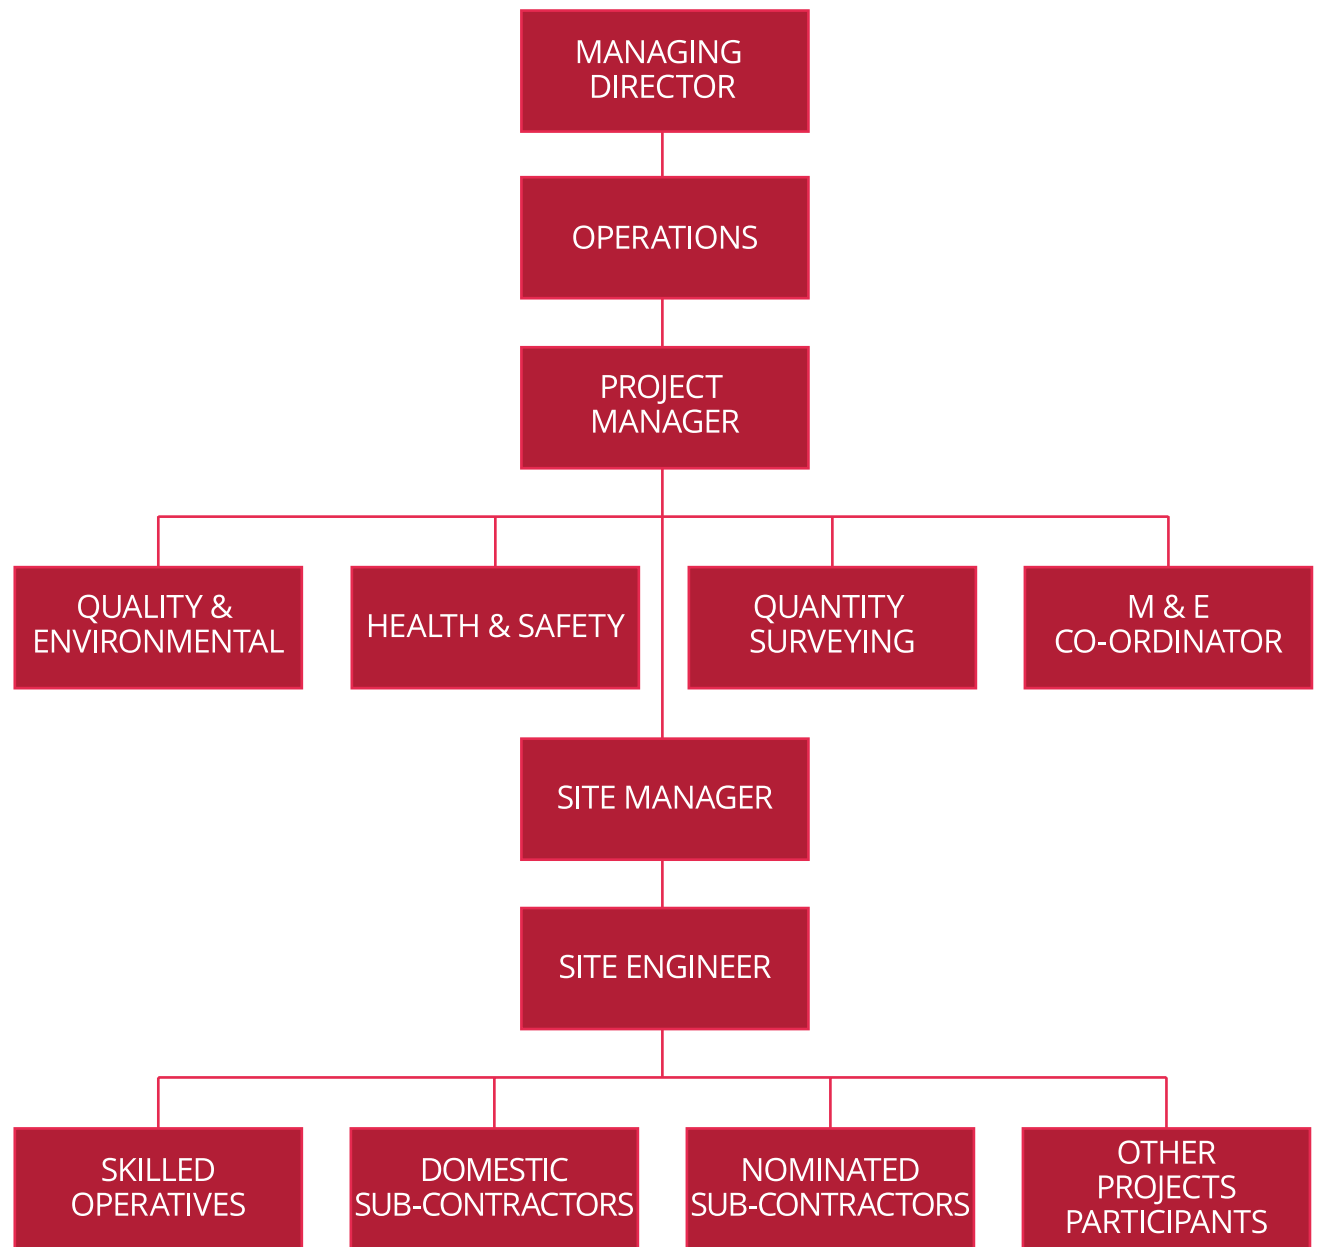 MANAGING
DIRECTOR
OPERATIONS
PROJECT
MANAGER
QUALITY &
ENVIRONMENTAL
HEALTH & SAFETY
QUANTITY
SURVEYING
M & E
CO-ORDINATOR
SITE MANAGER
SITE ENGINEER
SKILLED
OPERATIVES
DOMESTIC
SUB-CONTRACTORS
NOMINATED
SUB-CONTRACTORS
OTHER
PROJECTS
PARTICIPANTS